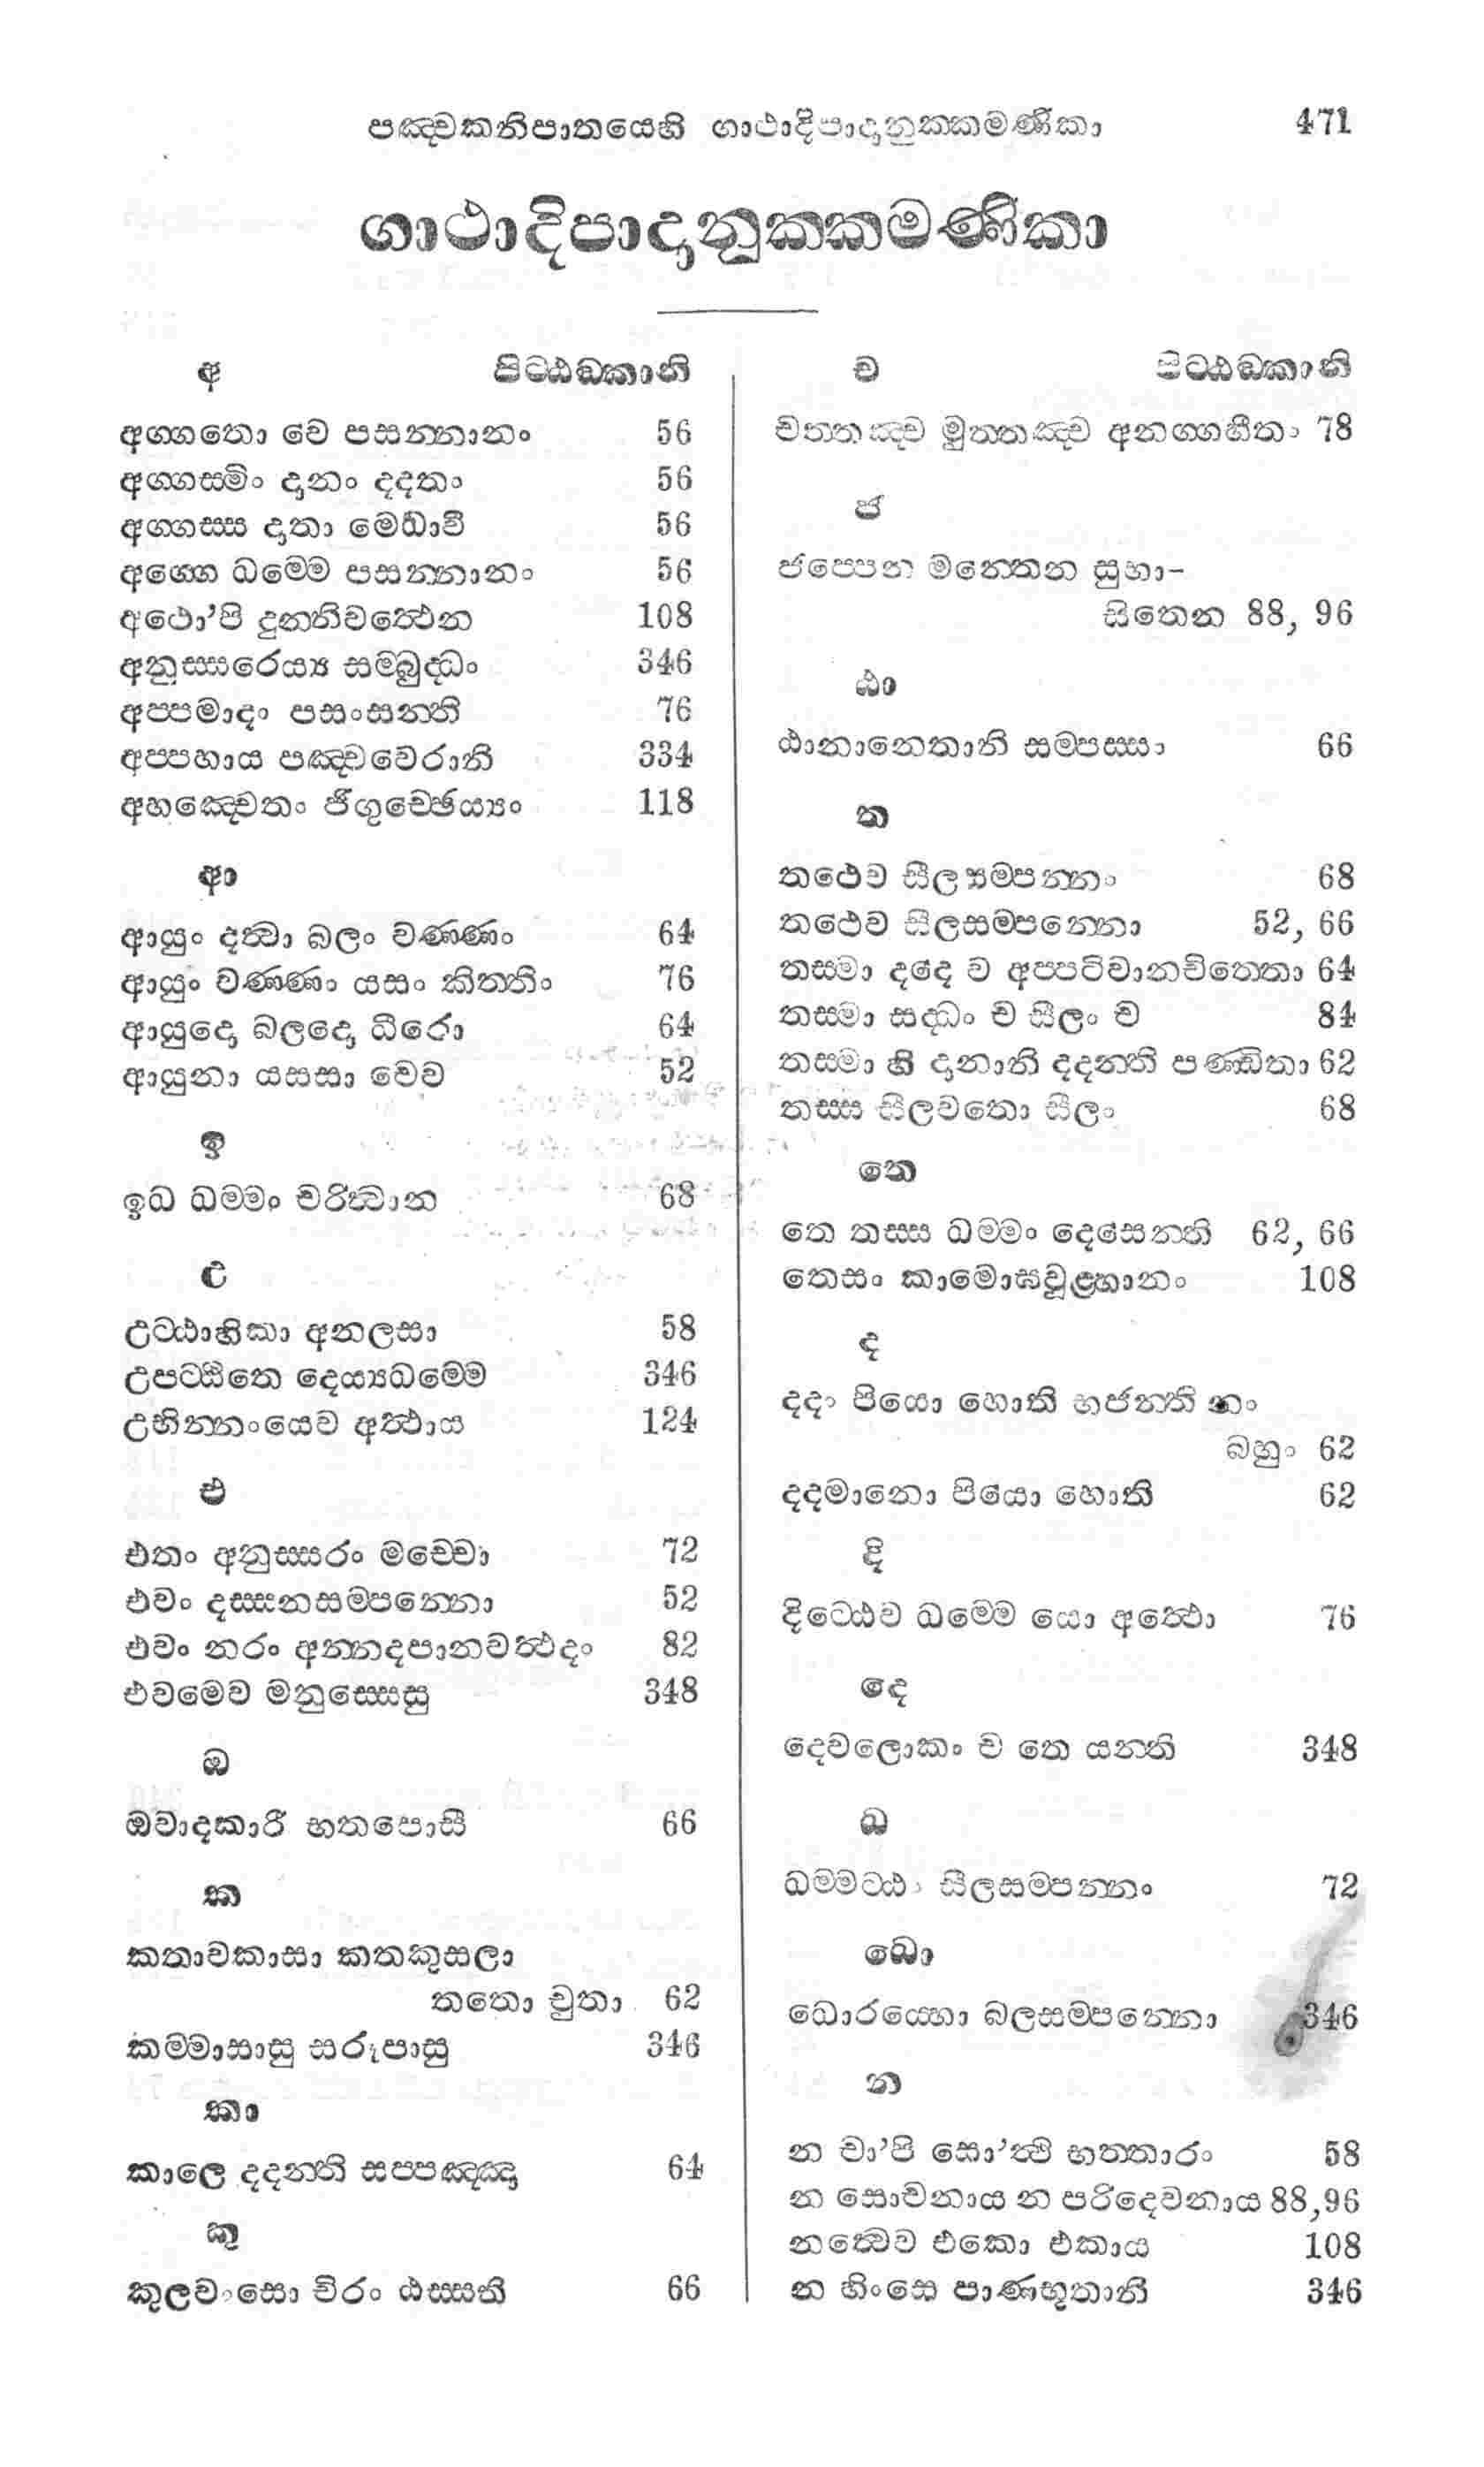 පඤ්චකනිපාතයෙහි ගාථාදිපාදානුක්කමණිකා 471
ගාථාදිපාදානුක්කමණිකා
අ පිට්ඨඞ්කානි
අග්ගතො වෙ පසන්නානං 56
අග්ගස්මිං දානං දදතං 56
අග්ගස්ස දාතා මෙධාවී 56
අග්ගෙ ධම්මෙ පසන්නානං 56
අථො’පි දුන්නිවත්ථෙන 108
අනුස්සරෙය්‍ය සම්බුද්ධං 346
අප්පමාදං පසංසන්ති 76
අප්පහාය පඤ්චවෙරානි 334
අහඤ්චෙතං ජිගුච්ඡෙය්‍යං 118
ආ
ආයුං දත්වා බලං වණ්ණං 64
ආයුං වණ්ණං යසං කිත්තිං 76
ආයුදො බලදො ධීරො 64
ආයුනා යසසා චෙව 52
ඉ
ඉධ ධම්මං චරිත්වාන 68
උ
උට්ඨාහිකා අනලසා 58
උපට්ඨිතෙ දෙය්‍යධම්මෙ 346
උභින්නංයෙව අත්ථාය 124
එ
එතං අනුස්සරං මච්චො 72
එවං දස්සනසම්පන්නො 52
එවං නරං අන්නදපානවත්ථදං 82
එවමෙව මනුස්සෙසු 348
ඔ
ඔවාදකාරී භතපොසී 66
ක
කතාවකාසා කතකුසලා
තතො චුතා 62
කම්මාසාසු සරූපාසු 346
කා
කාලෙ දදන්ති සප්පඤ්ඤා 64
කු
කුලවංසො චිරං ඨස්සති 66
ච පිට්ඨඞ්කානි
චත්තඤ්ච මුත්තඤ්ච අනග්ගහීතං 78
ජ
ජප්පෙන මන්තෙන සුභා-
සිතෙන 88, 96
ඨා
ඨානානෙතානි සම්පස්සා 66
ත
තථෙව සීලසම්පන්නං 68
තථෙව සීලසම්පන්නො 52, 66
තස්මා දදෙ ව අප්පටිවානචිත්තො 64
තස්මා සද්ධං ච සීලං ච 84
තස්මා හි දානානි දදන්ති පණ්ඩිතා 62
තස්ස සීලවතො සීලං 68
තෙ
තෙ තස්ස ධම්මං දෙසෙන්ති 62, 66
තෙසං කාමොඝවූළ්හානං 108
ද
දදං පියො හොති භජන්ති නං
බහුං 62
දදමානො පියො හොති 62
දි
දිට්ඨෙව ධම්මෙ යො අත්ථො 76
දෙ
දෙවලොකං ච තෙ යන්ති 348
ධ
ධම්මට්ඨං සීලසම්පන්නං 72
ධො
ධොරය්හො බලසම්පන්නො 346
න
න චා’පි සො’ත්ථි භත්තාරං 58
න සොචනාය න පරිදෙවනාය 88,96
නත්වෙව එකො එකාය 108
න හිංසෙ පාණභූතානි 346